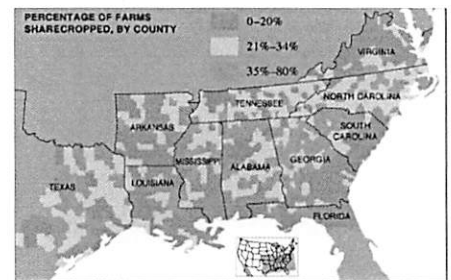 PERCENTAGE OF FARMS
SHARECROPPED, BY COUNTY
0–20%
21%–34%
35%–80%
VIRGINIA
TENNESSEE
NORTH CAROLINA
ARKANSAS
SOUTH
CAROLINA
MISSISSIPPI
ALABAMA
GEORGIA
TEXAS
LOUISIANA
FLORIDA